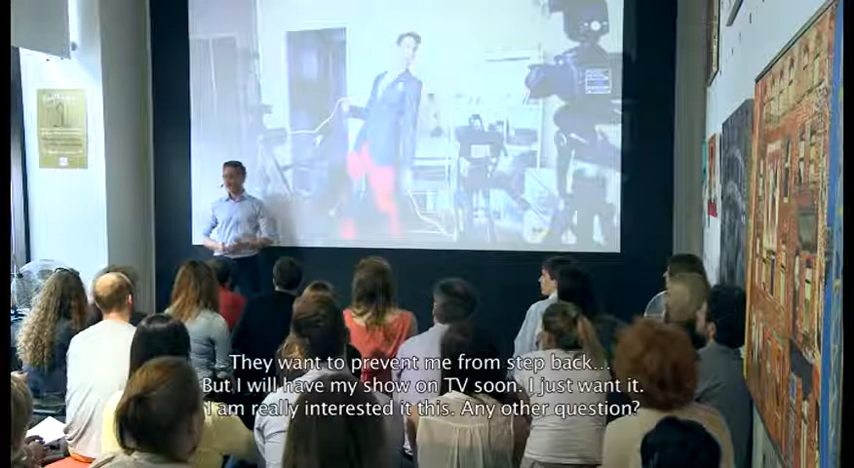 They want to prevent me from step back...
But I will have my show on TV soon. I just want it.
I am really interested it this. Any other question?